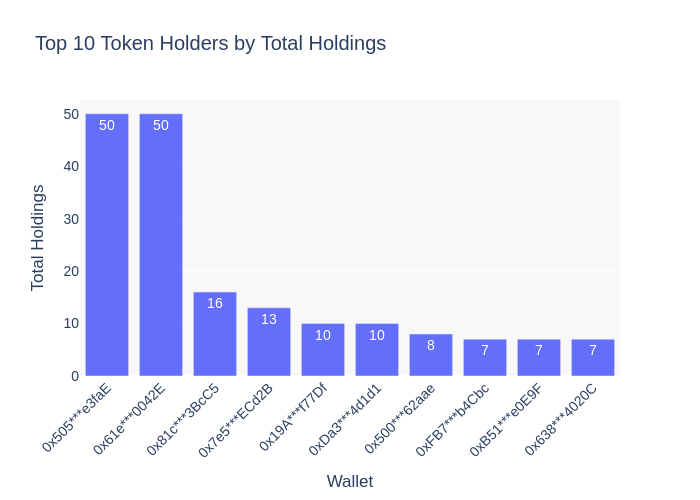 Top 10 Token Holders by Total Holdings
Total Holdings
50
40
30
20
10
0
50
50
16
13
10
10
8
7
7
7
0x505***e3faE
0x61e***0042E
0x81c***3BcC5
0x7e5***ECd2B
0x19A***f77Df
0xDa3***4d1d1
0x500***62aae
0xFB7***b4Cbc
0xB51***e0E9F
0x638***4020C
Wallet